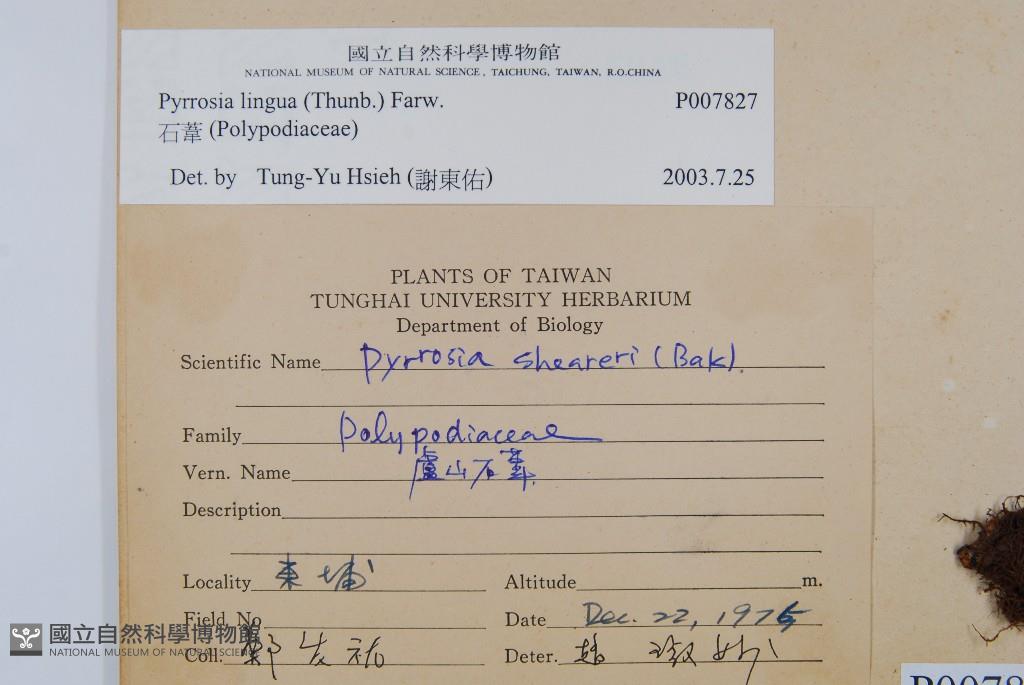 國立自然科學博物館
NATIONAL MUSEUM OF NATURAL SCIENCE, TAICHUNG, TAIWAN, R.O.CHINA
Pyrrosia lingua (Thunb.) Farw. P007827
石葦 (Polypodiaceae)
Det. by Tung-Yu Hsieh (謝東佑) 2003.7.25
PLANTS OF TAIWAN
TUNGHAI UNIVERSITY HERBARIUM
Department of Biology
Scientific Name Pyrrosia sheareri (Bak).
Family Polypodiaceae
Vern. Name 盧山石葦
Description
Locality 東埔 Altitude m.
Field No Date Dec. 22, 197
國立自然科學博物館
NATIONAL MUSEUM OF NATURAL SCIENCE
Coll. Deter.
P0078